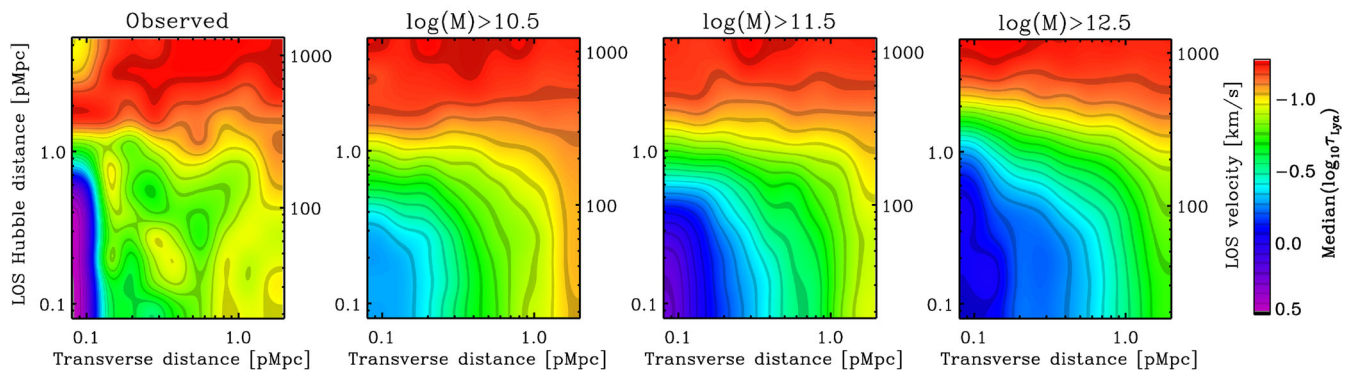 Observed
log(M)>10.5
log(M)>11.5
log(M)>12.5
LOS Hubble distance [pMpc]
1.0
0.1
1000
100
0.1
1.0
Transverse distance [pMpc]
1.0
0.1
1000
100
0.1
1.0
Transverse distance [pMpc]
1.0
0.1
1000
100
0.1
1.0
Transverse distance [pMpc]
1.0
0.1
1000
100
0.1
1.0
Transverse distance [pMpc]
LOS velocity [km/s]
-1.0
-0.5
0.0
0.5
Median(log₁₀τLyα)